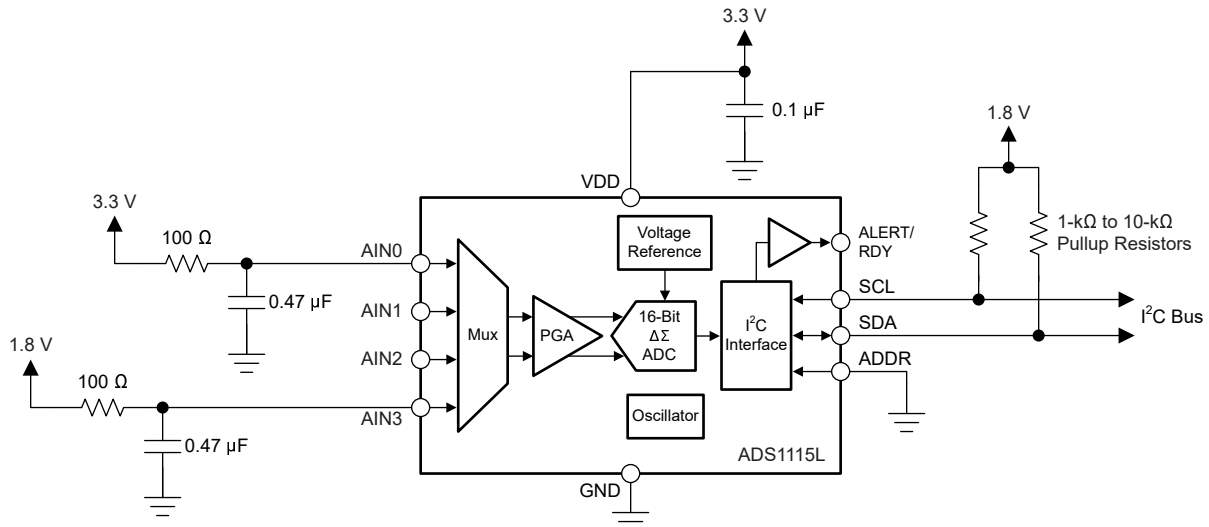 3.3 V
0.1 µF
1.8 V
VDD
3.3 V
100 Ω
AIN0
Voltage
Reference
ALERT/
RDY
1-kΩ to 10-kΩ
Pullup Resistors
0.47 µF
AIN1
SCL
Mux
PGA
16-Bit
ΔΣ
ADC
I²C
Interface
SDA
I²C Bus
1.8 V
AIN2
ADDR
100 Ω
AIN3
Oscillator
0.47 µF
ADS1115L
GND